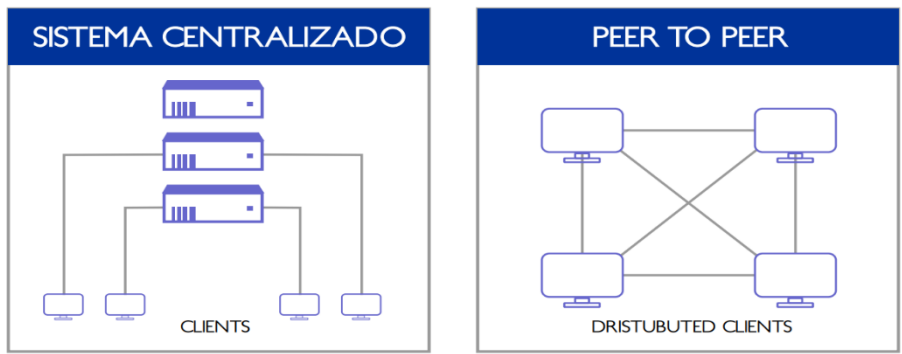 SISTEMA CENTRALIZADO
CLIENTS
PEER TO PEER
DRISTUBUTED CLIENTS